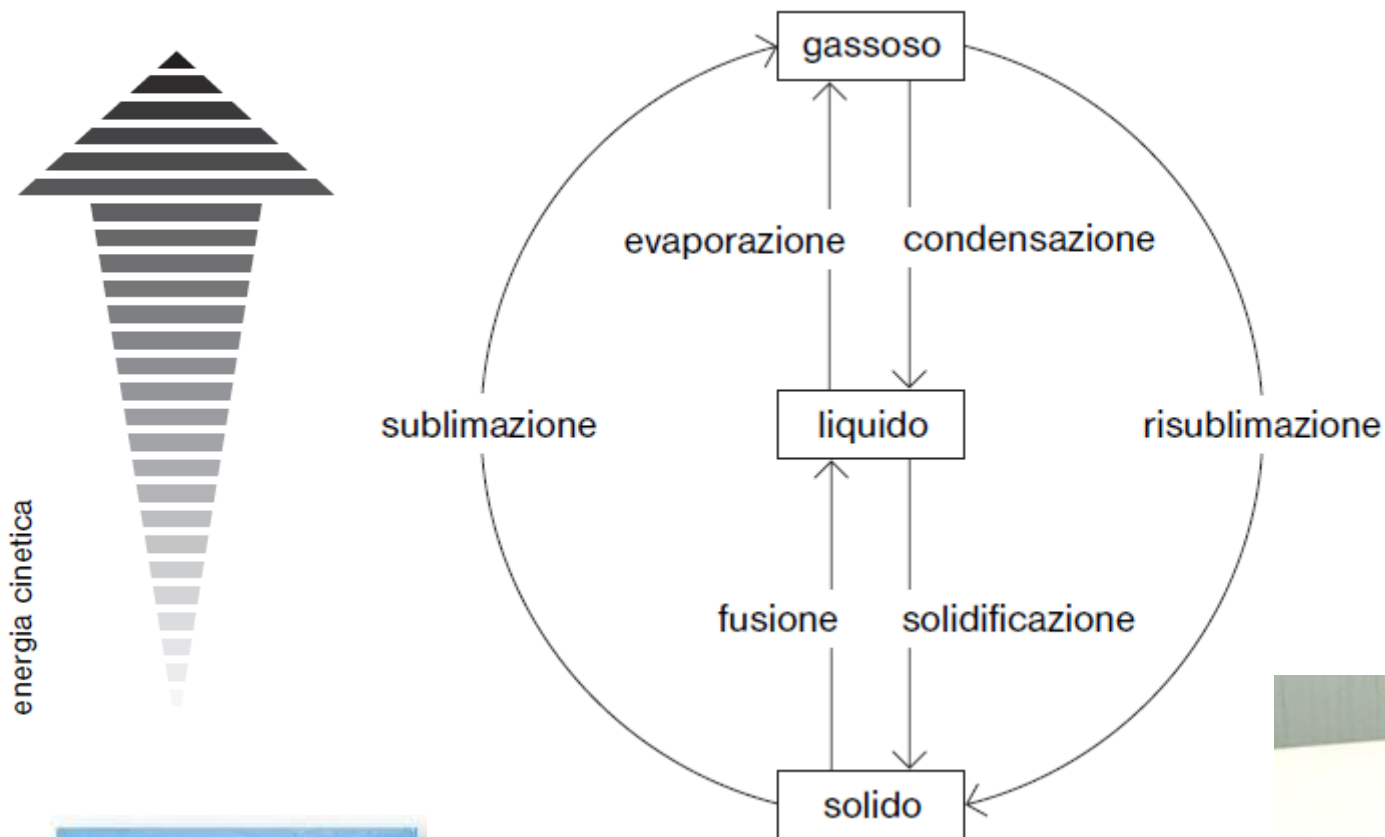 gassoso
evaporazione
condensazione
sublimazione
liquido
risublimazione
energia cinetica
fusione
solidificazione
solido